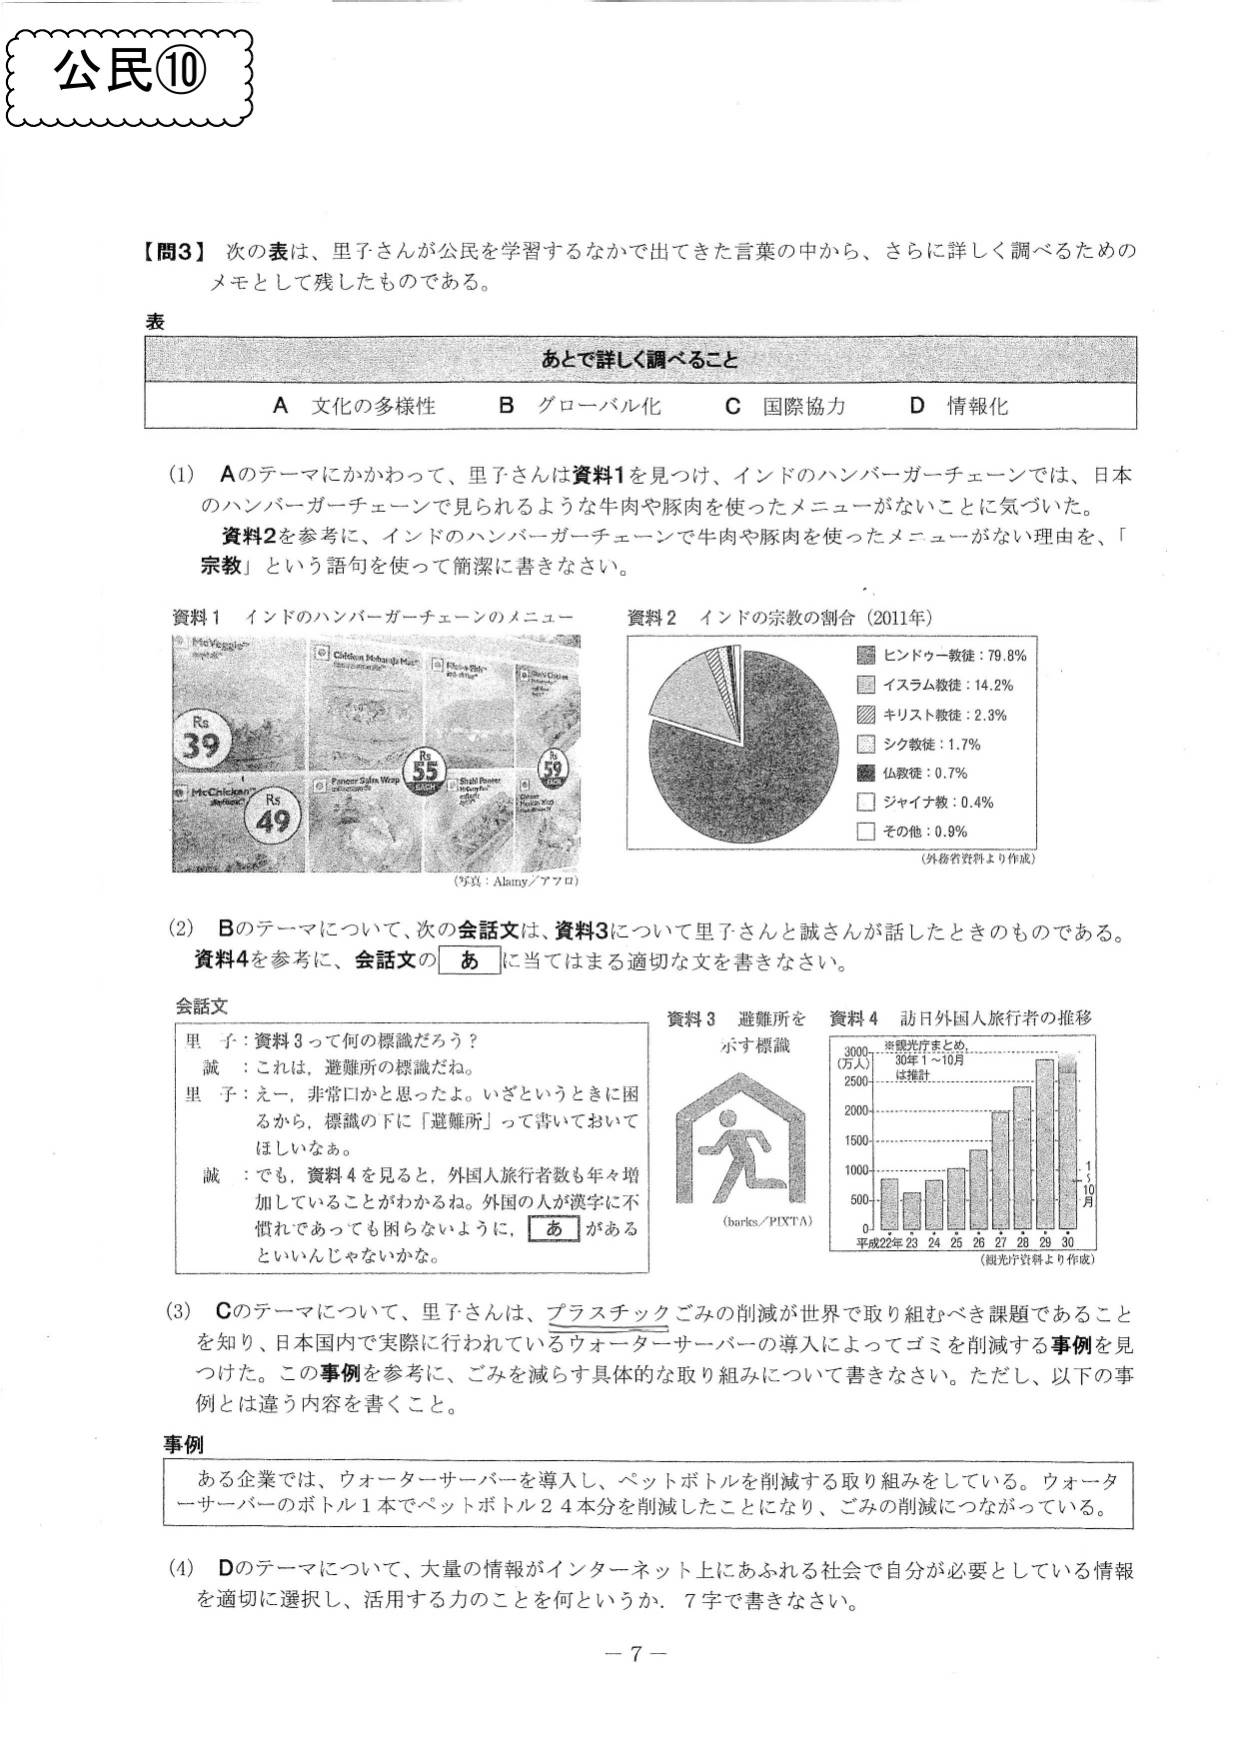 公民⑩
【問3】 次の表は、里子さんが公民を学習するなかで出てきた言葉の中から、さらに詳しく調べるための
メモとして残したものである。
表
あとで詳しく調べること
A 文化の多様性 B グローバル化 C 国際協力 D 情報化
(1) Aのテーマにかかわって、里子さんは資料1を見つけ、インドのハンバーガーチェーンでは、日本
のハンバーガーチェーンで見られるような牛肉や豚肉を使ったメニューがないことに気づいた。
資料2を参考に、インドのハンバーガーチェーンで牛肉や豚肉を使ったメニューがない理由を、「
宗教」という語句を使って簡潔に書きなさい。
資料1 インドのハンバーガーチェーンのメニュー
McVeggie
Chicken Maharaja Mac
Rs
39
McChicken
Rs
49
Paneer Salsa Wrap
Rs
55
EACH
Shahi Paneer
Rs
59
(写真:Alamy/アフロ)
資料2 インドの宗教の割合(2011年)
ヒンドゥー教徒:79.8%
イスラム教徒:14.2%
キリスト教徒:2.3%
シク教徒:1.7%
仏教徒:0.7%
ジャイナ教:0.4%
その他:0.9%
(外務省資料より作成)
(2) Bのテーマについて、次の会話文は、資料3について里子さんと誠さんが話したときのものである。
資料4を参考に、会話文の あ に当てはまる適切な文を書きなさい。
会話文
里 子:資料3って何の標識だろう?
誠 :これは,避難所の標識だね。
里 子:えー,非常口かと思ったよ。いざというときに困
るから,標識の下に「避難所」って書いておいて
ほしいなぁ。
誠 :でも,資料4を見ると,外国人旅行者数も年々増
加していることがわかるね。外国の人が漢字に不
慣れであっても困らないように, あ がある
といいんじゃないかな。
資料3 避難所を
示す標識
(barks/PIXTA)
資料4 訪日外国人旅行者の推移
※観光庁まとめ,
30年1~10月
は推計
3000
(万人)
2500
2000
1500
1000
500
0
1~10月
平成22年 23 24 25 26 27 28 29 30
(観光庁資料より作成)
(3) Cのテーマについて、里子さんは、プラスチックごみの削減が世界で取り組むべき課題であること
を知り、日本国内で実際に行われているウォーターサーバーの導入によってゴミを削減する事例を見
つけた。この事例を参考に、ごみを減らす具体的な取り組みについて書きなさい。ただし、以下の事
例とは違う内容を書くこと。
事例
ある企業では、ウォーターサーバーを導入し、ペットボトルを削減する取り組みをしている。ウォータ
ーサーバーのボトル1本でペットボトル24本分を削減したことになり、ごみの削減につながっている。
(4) Dのテーマについて、大量の情報がインターネット上にあふれる社会で自分が必要としている情報
を適切に選択し、活用する力のことを何というか.7字で書きなさい。
― 7 ―